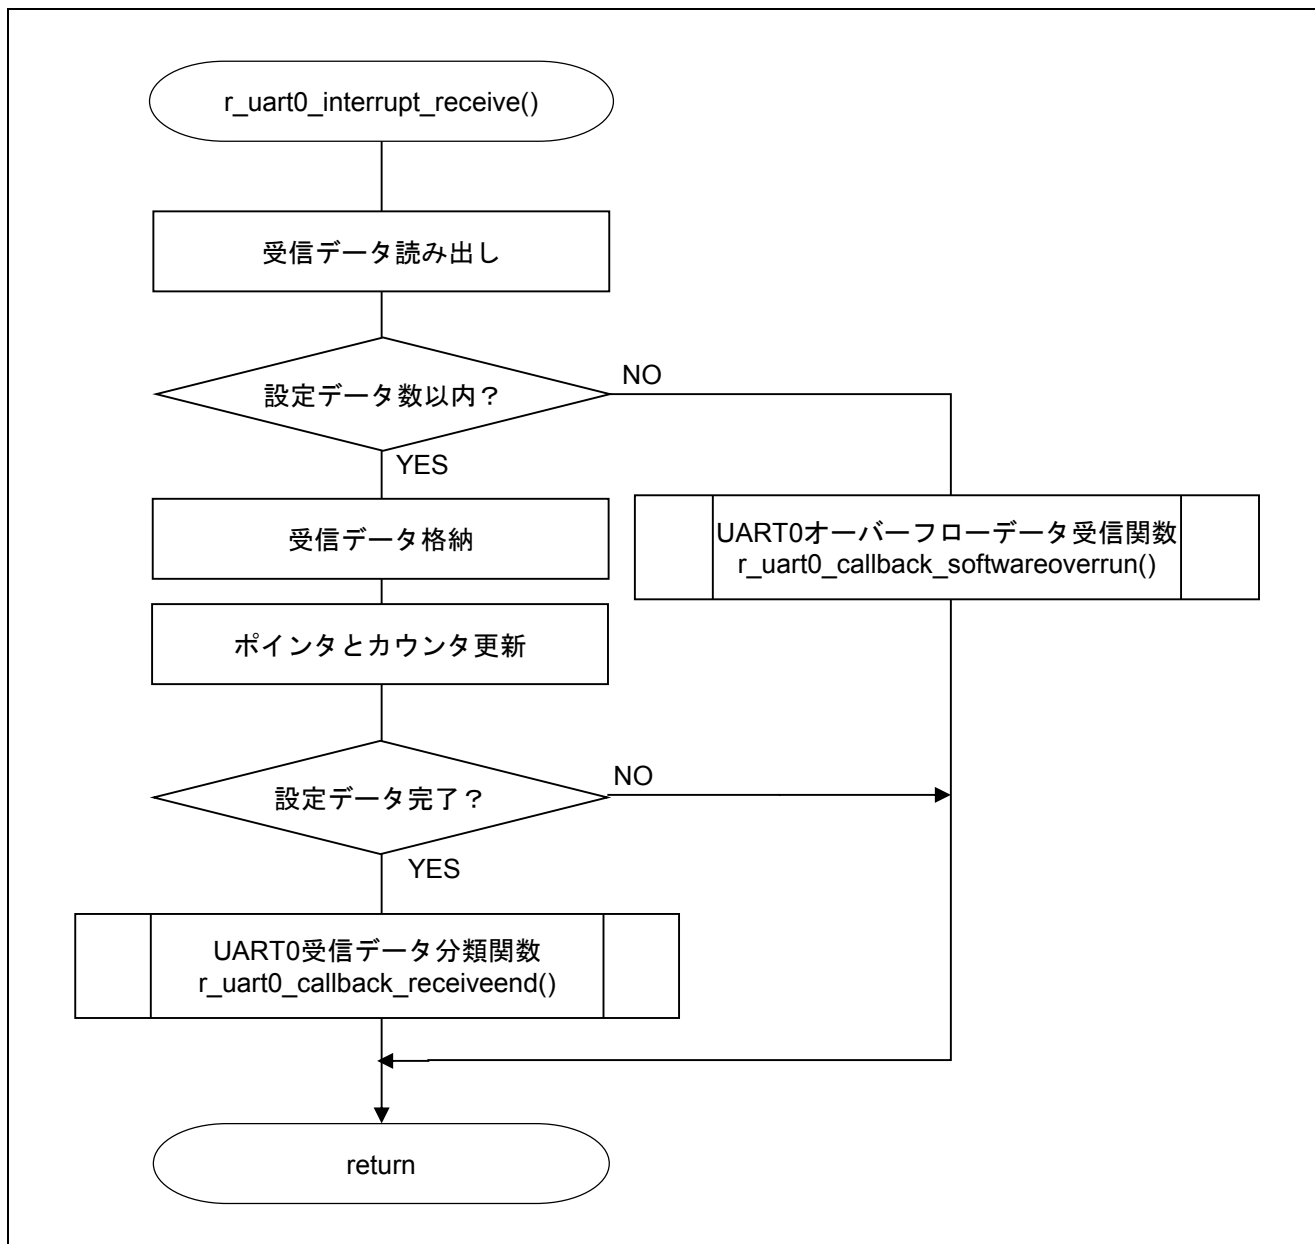 r_uart0_interrupt_receive()
受信データ読み出し
設定データ数以内？
NO
YES
受信データ格納
UART0オーバーフローデータ受信関数
r_uart0_callback_softwareoverrun()
ポインタとカウンタ更新
設定データ完了？
NO
YES
UART0受信データ分類関数
r_uart0_callback_receiveend()
return